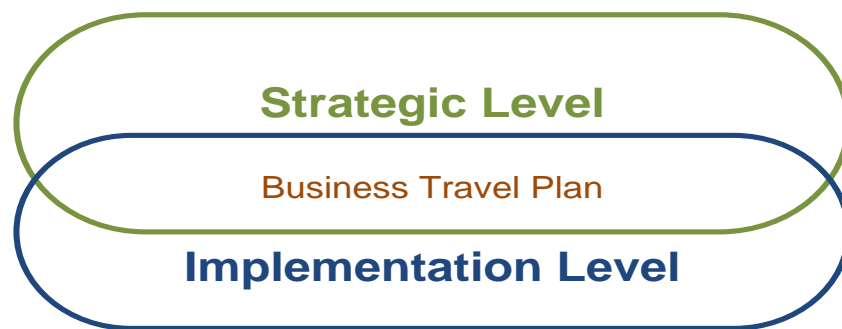 Strategic Level
Business Travel Plan
Implementation Level